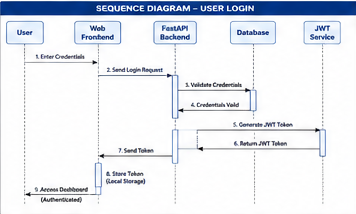 SEQUENCE DIAGRAM – USER LOGIN
User
Web
Frontend
FastAPI
Backend
Database
JWT
Service
1. Enter Credentials
2. Send Login Request
3. Validate Credentials
4. Credentials Valid
5. Generate JWT Token
6. Return JWT Token
7. Send Token
8. Store Token
(Local Storage)
9. Access Dashboard
(Authenticated)